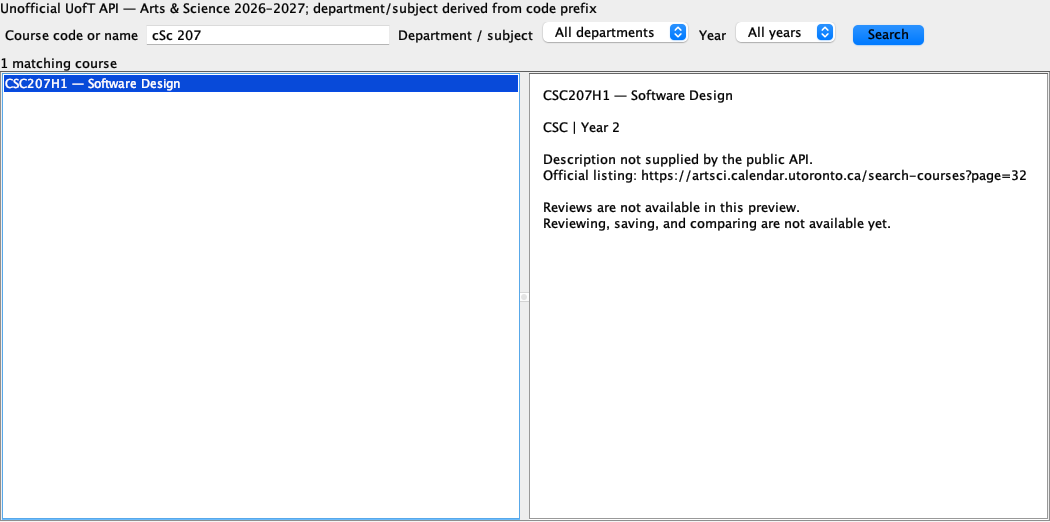 Unofficial UofT API — Arts & Science 2026-2027; department/subject derived from code prefix
Course code or name cSc 207 Department / subject All departments Year All years Search
1 matching course
CSC207H1 — Software Design
CSC207H1 — Software Design
CSC | Year 2
Description not supplied by the public API.
Official listing: https://artsci.calendar.utoronto.ca/search-courses?page=32
Reviews are not available in this preview.
Reviewing, saving, and comparing are not available yet.